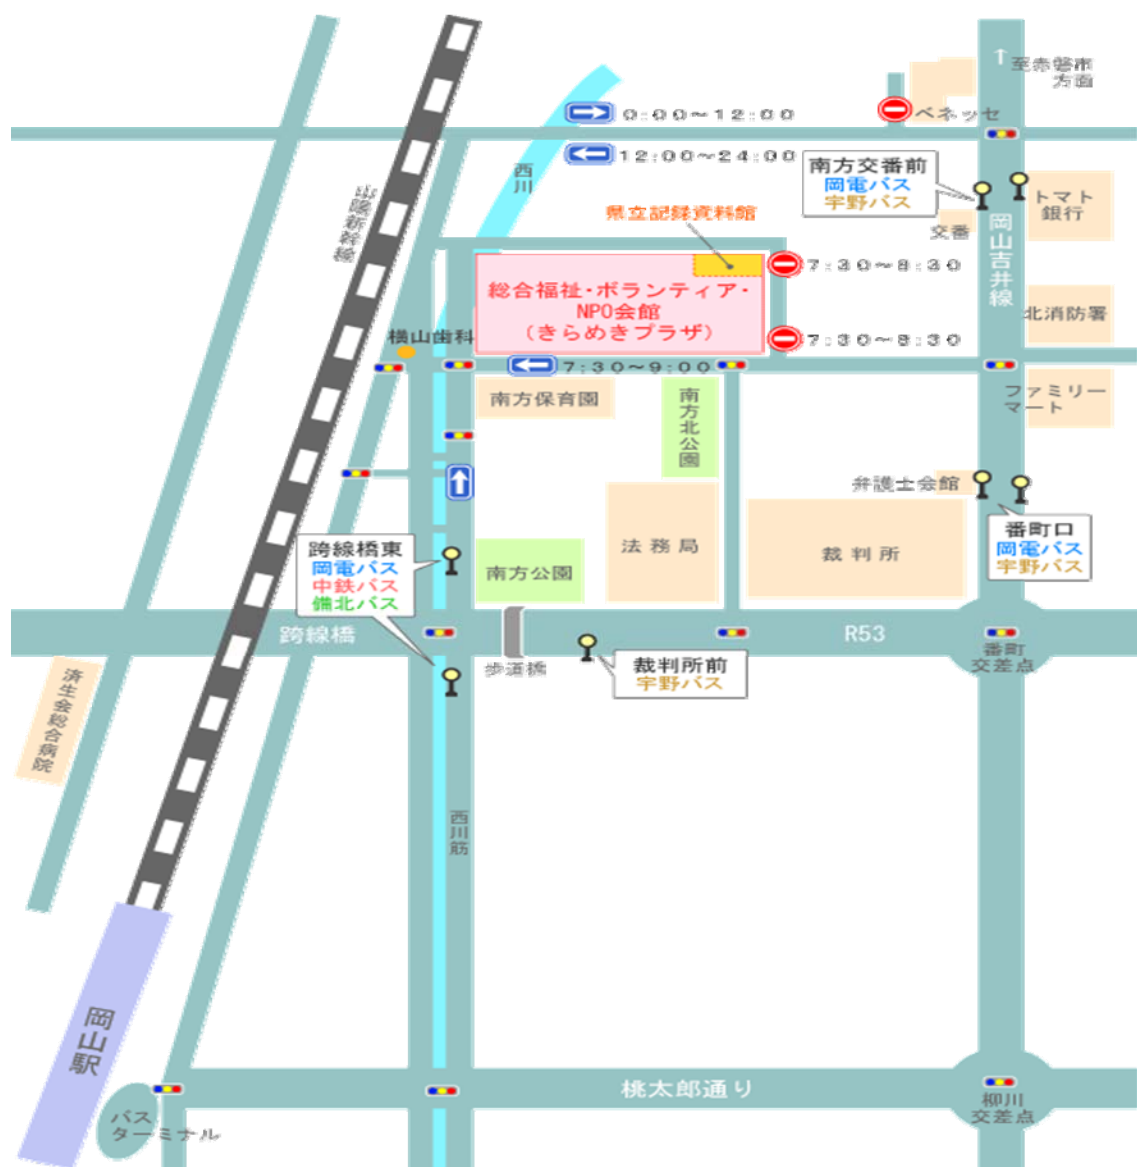 ↑
至赤磐市
方面
0:00～12:00
ベネッセ
12:00～24:00
西川
南方交番前
岡電バス
宇野バス
トマト
銀行
山陽新幹線
県立記録資料館
交番
岡山吉井線
7:30～8:30
総合福祉・ボランティア・
NPO会館
（きらめきプラザ）
北消防署
横山歯科
7:30～8:30
7:30～9:00
南方保育園
南方北公園
ファミリー
マート
弁護士会館
跨線橋東
岡電バス
中鉄バス
備北バス
南方公園
法務局
裁判所
番町口
岡電バス
宇野バス
跨線橋
R53
歩道橋
裁判所前
宇野バス
番町
交差点
済生会総合病院
西川筋
岡山駅
桃太郎通り
柳川
交差点
バス
ターミナル